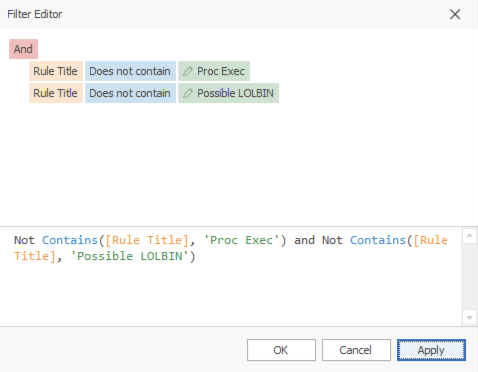 Filter Editor
And
Rule Title Does not contain Proc Exec
Rule Title Does not contain Possible LOLBIN
Not Contains([Rule Title], 'Proc Exec') and Not Contains([Rule
Title], 'Possible LOLBIN')
OK Cancel Apply